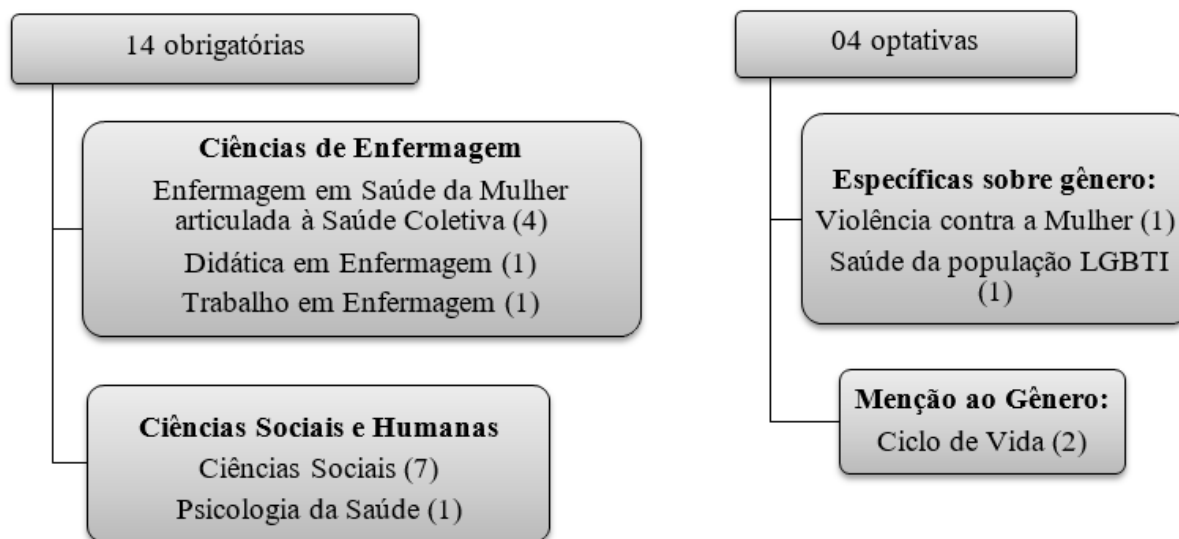 14 obrigatórias
Ciências de Enfermagem
Enfermagem em Saúde da Mulher
articulada à Saúde Coletiva (4)
Didática em Enfermagem (1)
Trabalho em Enfermagem (1)
Ciências Sociais e Humanas
Ciências Sociais (7)
Psicologia da Saúde (1)
04 optativas
Específicas sobre gênero:
Violência contra a Mulher (1)
Saúde da população LGBTI
(1)
Menção ao Gênero:
Ciclo de Vida (2)